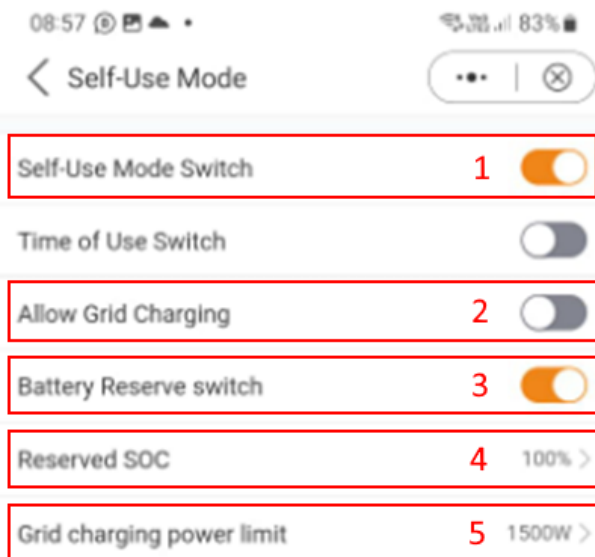 08:57 83%
Self-Use Mode
Self-Use Mode Switch 1
Time of Use Switch
Allow Grid Charging 2
Battery Reserve switch 3
Reserved SOC 4 100% >
Grid charging power limit 5 1500W >